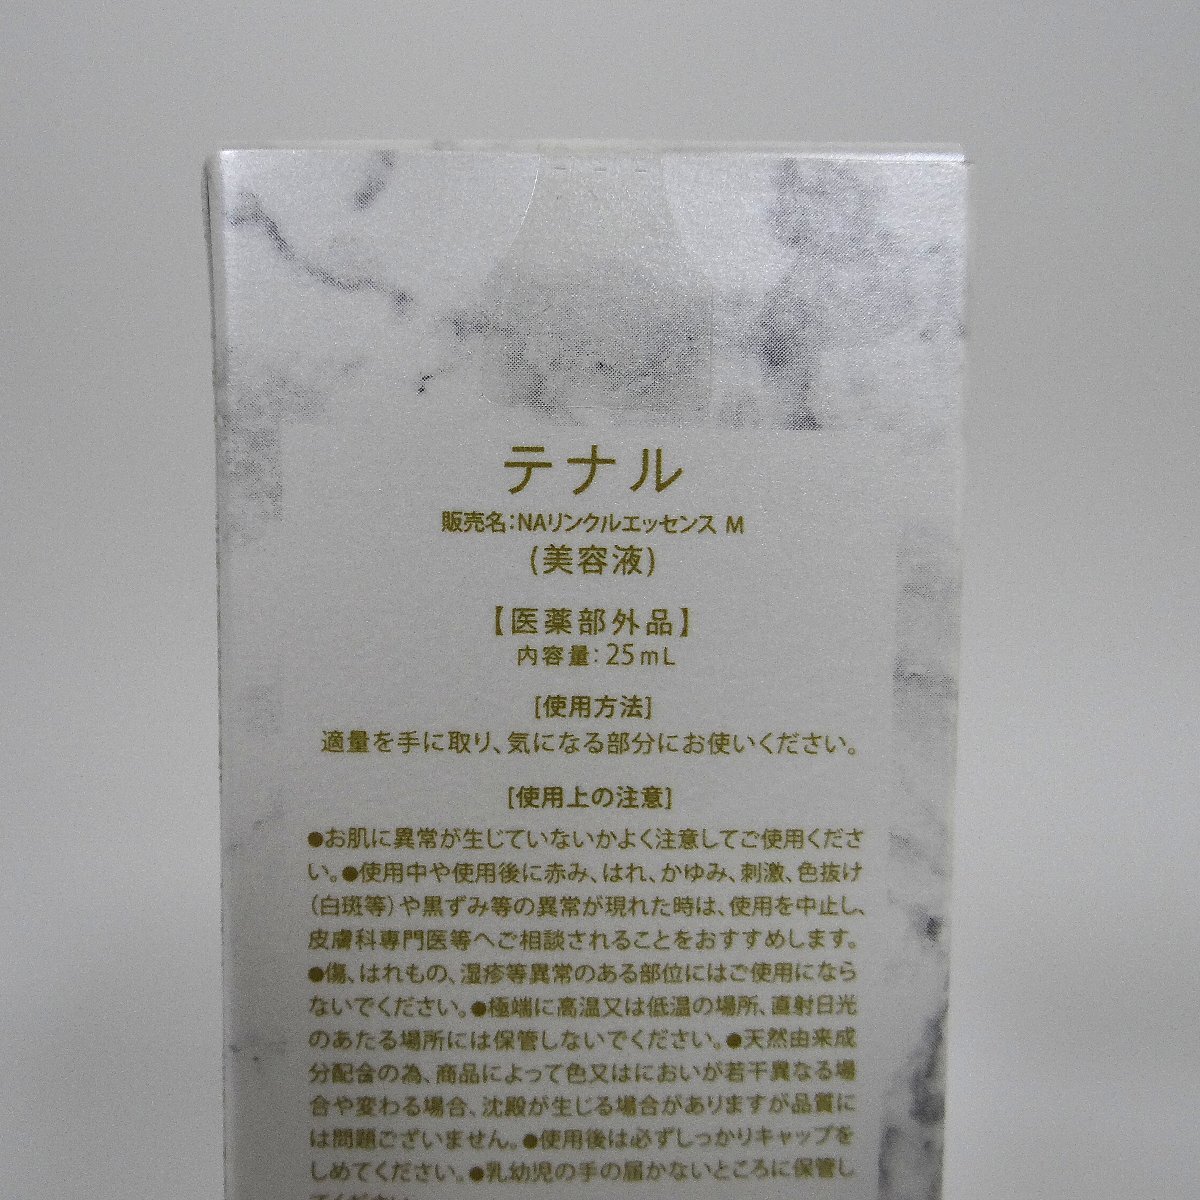 テナル
販売名:NAリンクルエッセンス M
(美容液)
【医薬部外品】
内容量:25mL
[使用方法]
適量を手に取り、気になる部分にお使いください。
[使用上の注意]
●お肌に異常が生じていないかよく注意してご使用くださ
い。●使用中や使用後に赤み、はれ、かゆみ、刺激、色抜け
(白斑等)や黒ずみ等の異常が現れた時は、使用を中止し、
皮膚科専門医等へご相談されることをおすすめします。
●傷、はれもの、湿疹等異常のある部位にはご使用になら
ないでください。●極端に高温又は低温の場所、直射日光
のあたる場所には保管しないでください。●天然由来成
分配合の為、商品によって色又はにおいが若干異なる場
合や変わる場合、沈殿が生じる場合がありますが品質に
は問題ございません。●使用後は必ずしっかりキャップを
しめてください。●乳幼児の手の届かないところに保管し
てください。